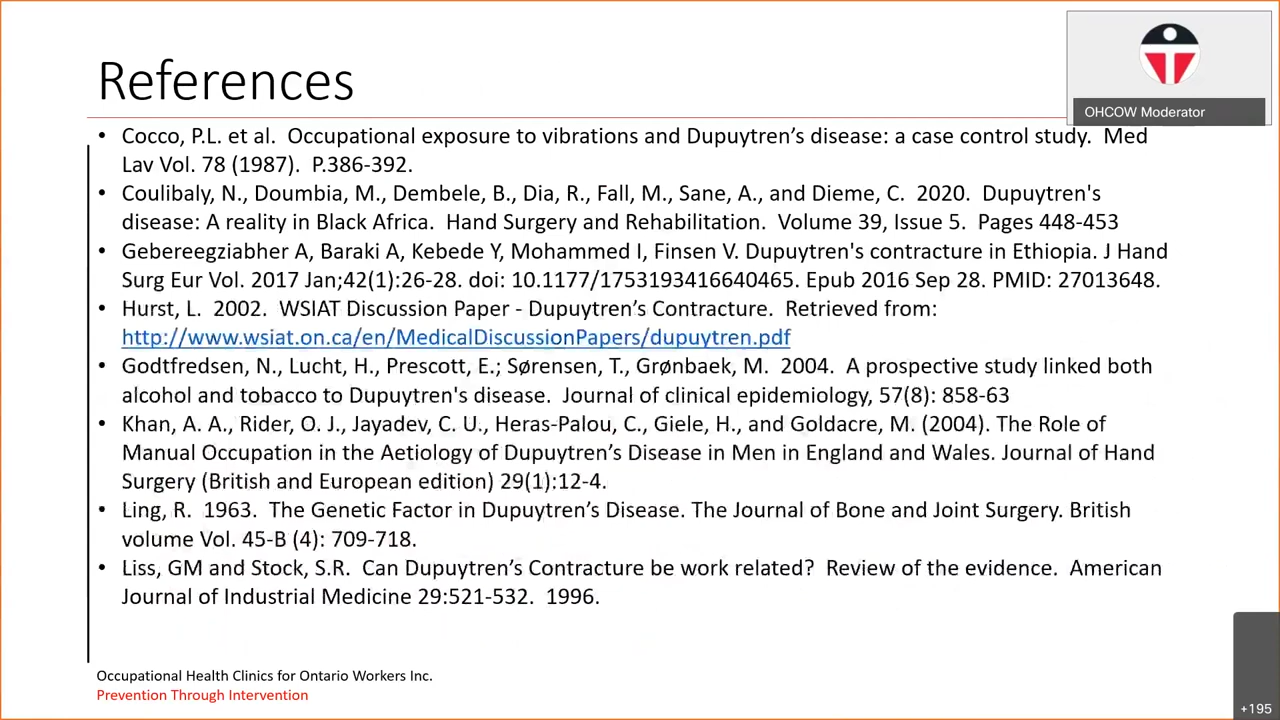 References
OHCOW Moderator
• Cocco, P.L. et al.  Occupational exposure to vibrations and Dupuytren’s disease: a case control study.  Med
Lav Vol. 78 (1987).  P.386-392.
• Coulibaly, N., Doumbia, M., Dembele, B., Dia, R., Fall, M., Sane, A., and Dieme, C.  2020.  Dupuytren's
disease: A reality in Black Africa.  Hand Surgery and Rehabilitation.  Volume 39, Issue 5.  Pages 448-453
• Gebereegziabher A, Baraki A, Kebede Y, Mohammed I, Finsen V. Dupuytren's contracture in Ethiopia. J Hand
Surg Eur Vol. 2017 Jan;42(1):26-28. doi: 10.1177/1753193416640465. Epub 2016 Sep 28. PMID: 27013648.
• Hurst, L.  2002.  WSIAT Discussion Paper - Dupuytren’s Contracture.  Retrieved from:
http://www.wsiat.on.ca/en/MedicalDiscussionPapers/dupuytren.pdf
• Godtfredsen, N., Lucht, H., Prescott, E.; Sørensen, T., Grønbaek, M.  2004.  A prospective study linked both
alcohol and tobacco to Dupuytren's disease.  Journal of clinical epidemiology, 57(8): 858-63
• Khan, A. A., Rider, O. J., Jayadev, C. U., Heras-Palou, C., Giele, H., and Goldacre, M. (2004). The Role of
Manual Occupation in the Aetiology of Dupuytren’s Disease in Men in England and Wales. Journal of Hand
Surgery (British and European edition) 29(1):12-4.
• Ling, R.  1963.  The Genetic Factor in Dupuytren’s Disease. The Journal of Bone and Joint Surgery. British
volume Vol. 45-B (4): 709-718.
• Liss, GM and Stock, S.R.  Can Dupuytren’s Contracture be work related?  Review of the evidence.  American
Journal of Industrial Medicine 29:521-532.  1996.
Occupational Health Clinics for Ontario Workers Inc.
Prevention Through Intervention
+195